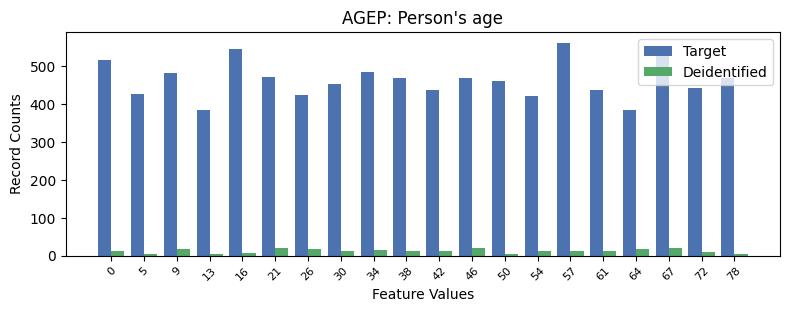 AGEP: Person's age
Target
Deidentified
Record Counts
500
400
300
200
100
0
0 5 9 13 16 21 26 30 34 38 42 46 50 54 57 61 64 67 72 78
Feature Values